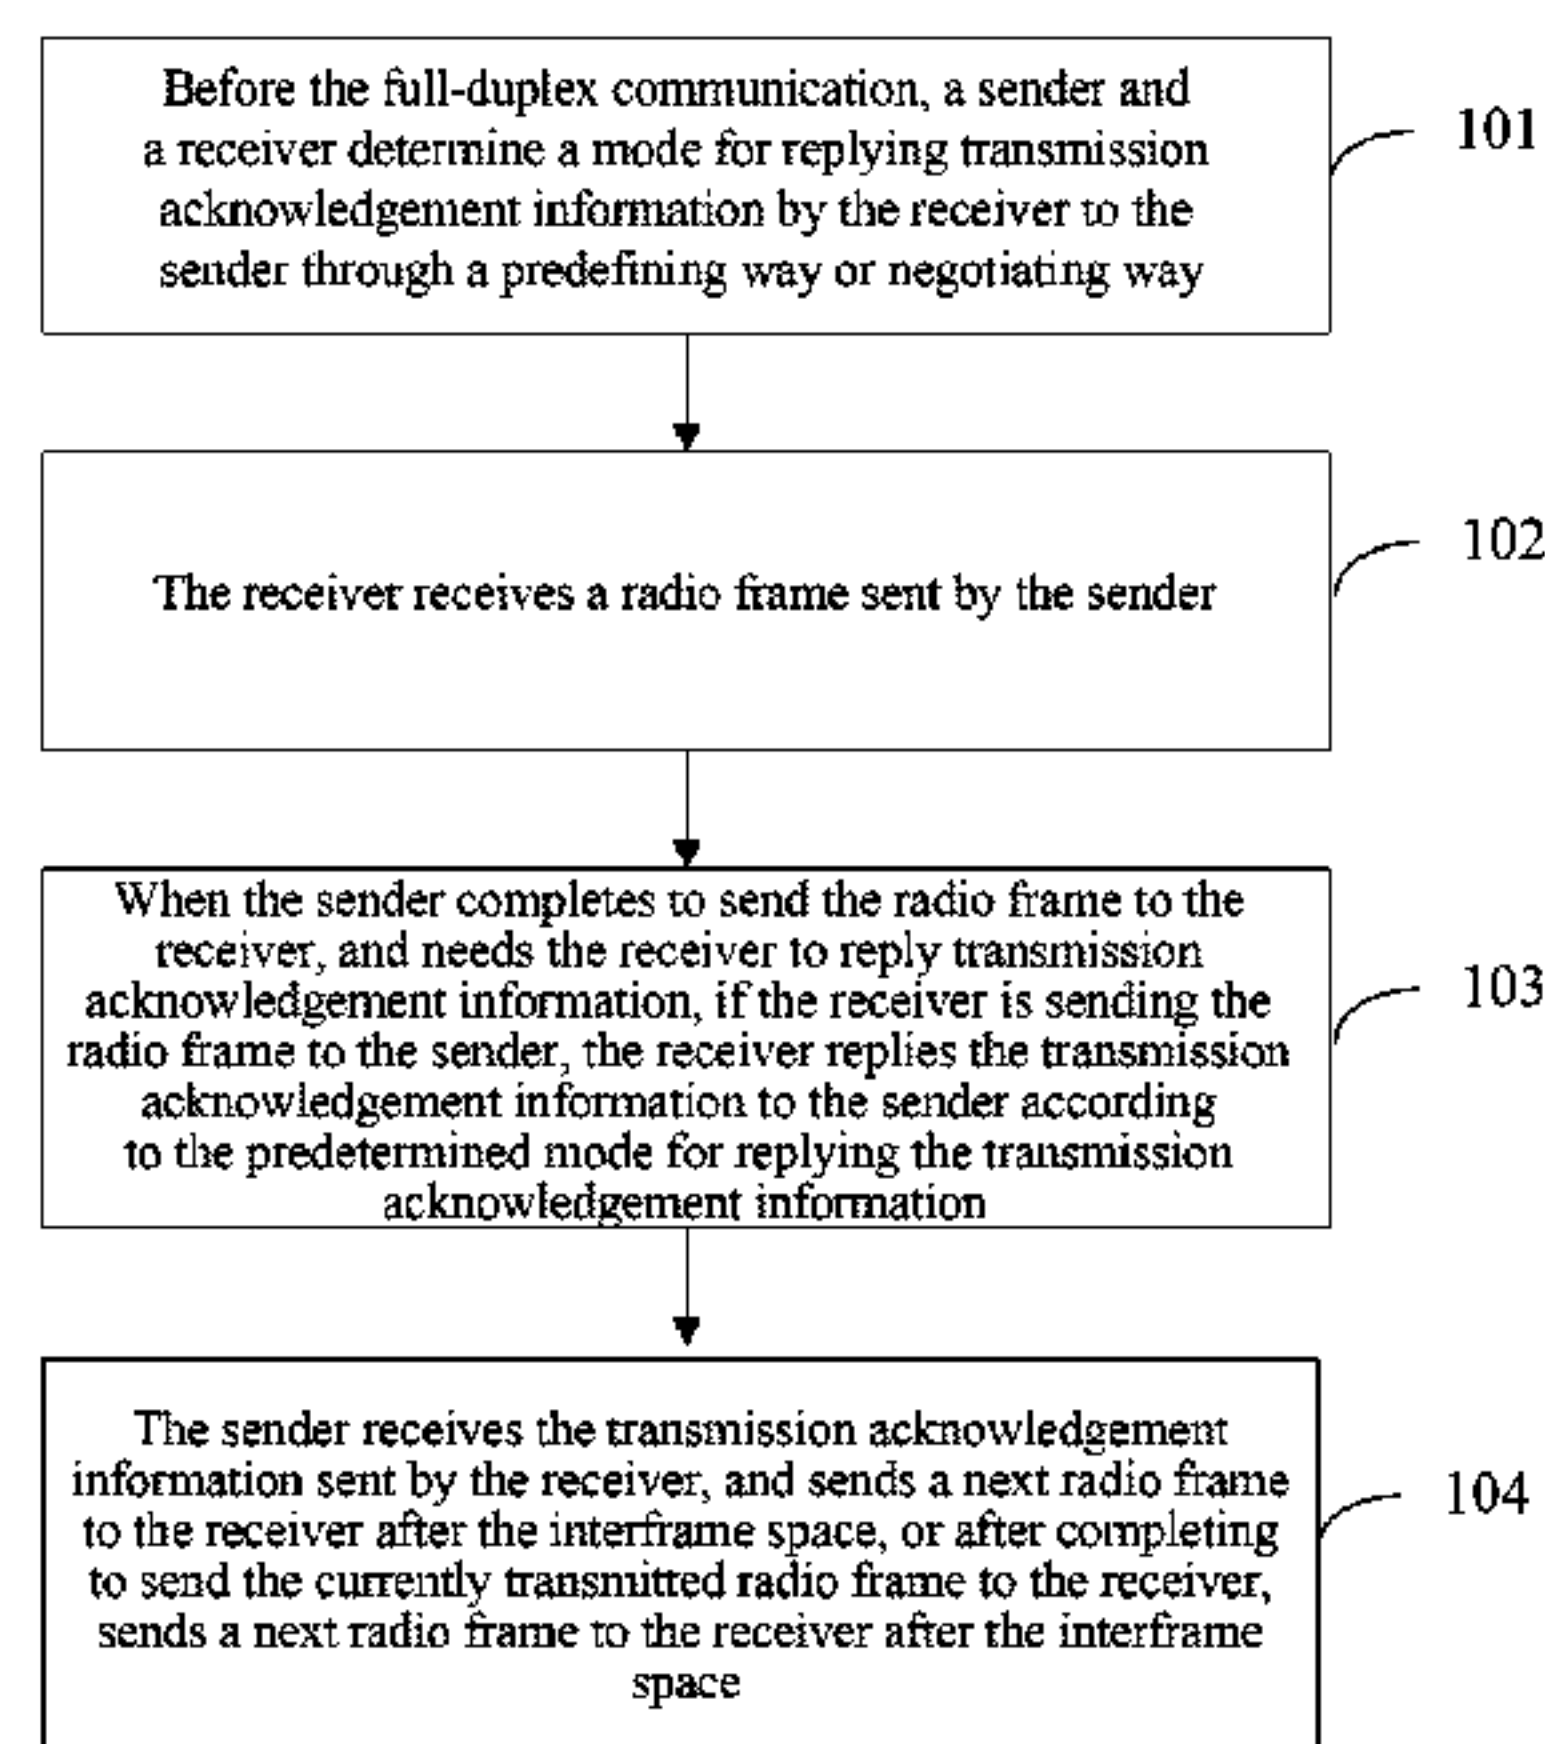 Before the full-duplex communication, a sender and
a receiver determine a mode for replying transmission
acknowledgement information by the receiver to the
sender through a predefining way or negotiating way
101
The receiver receives a radio frame sent by the sender
102
When the sender completes to send the radio frame to the
receiver, and needs the receiver to reply transmission
acknowledgement information, if the receiver is sending the
radio frame to the sender, the receiver replies the transmission
acknowledgement information to the sender according
to the predetermined mode for replying the transmission
acknowledgement information
103
The sender receives the transmission acknowledgement
information sent by the receiver, and sends a next radio frame
to the receiver after the interframe space, or after completing
to send the currently transmitted radio frame to the receiver,
sends a next radio frame to the receiver after the interframe
space
104